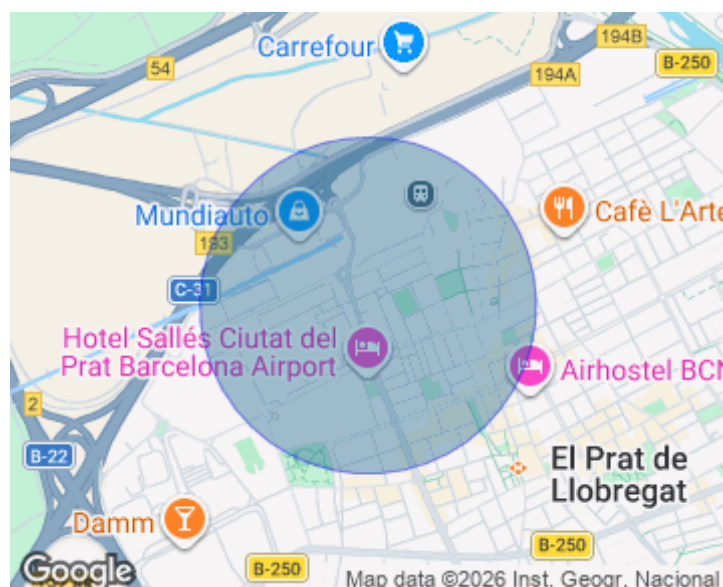 Carrefour
194B
B-250
54
194A
Mundiauto
Cafè L'Arte
193
C-31
Hotel Sallés Ciutat del
Prat Barcelona Airport
Airhostel BCN
2
B-22
El Prat de
Llobregat
Damm
B-250
B-250
Google
Map data ©2026 Inst. Geogr. Nacional